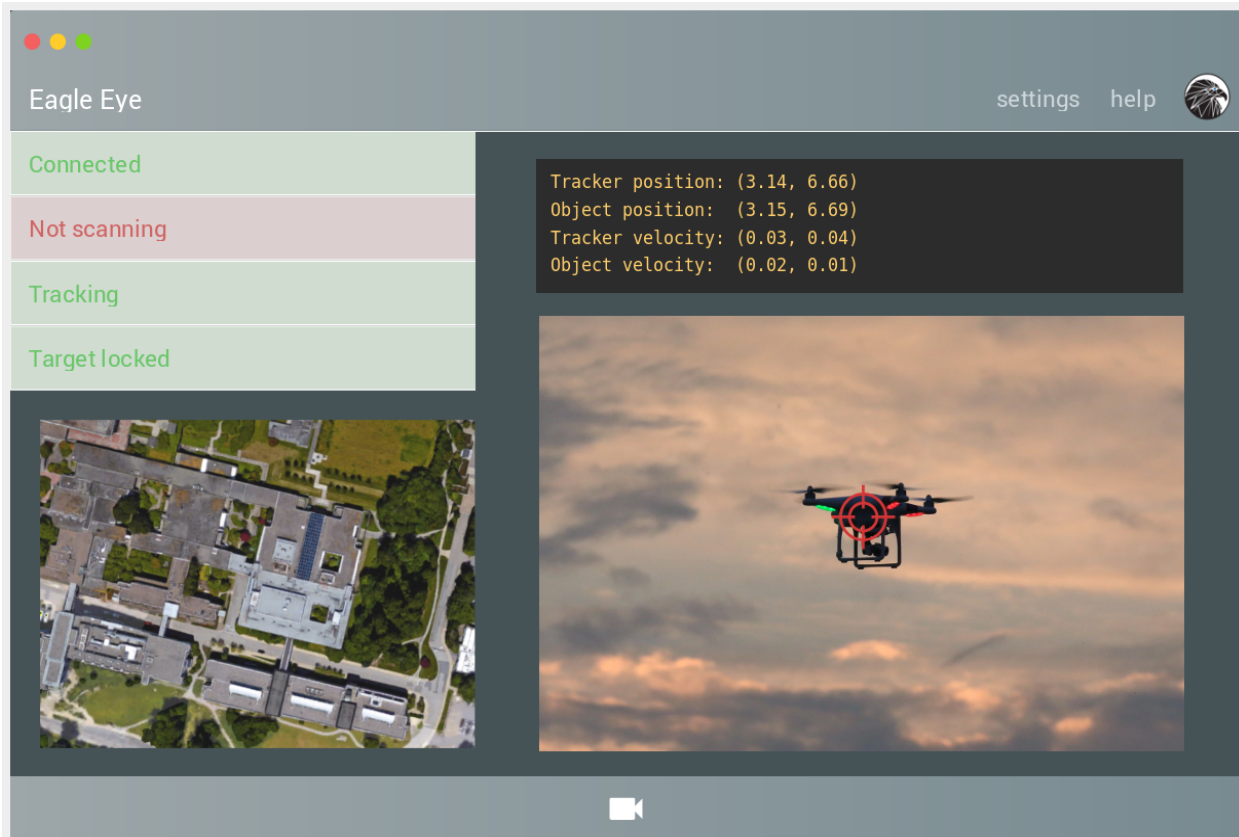 Eagle Eye
settings help
Connected
Not scanning
Tracking
Target locked
Tracker position: (3.14, 6.66)
Object position:  (3.15, 6.69)
Tracker velocity: (0.03, 0.04)
Object velocity:  (0.02, 0.01)